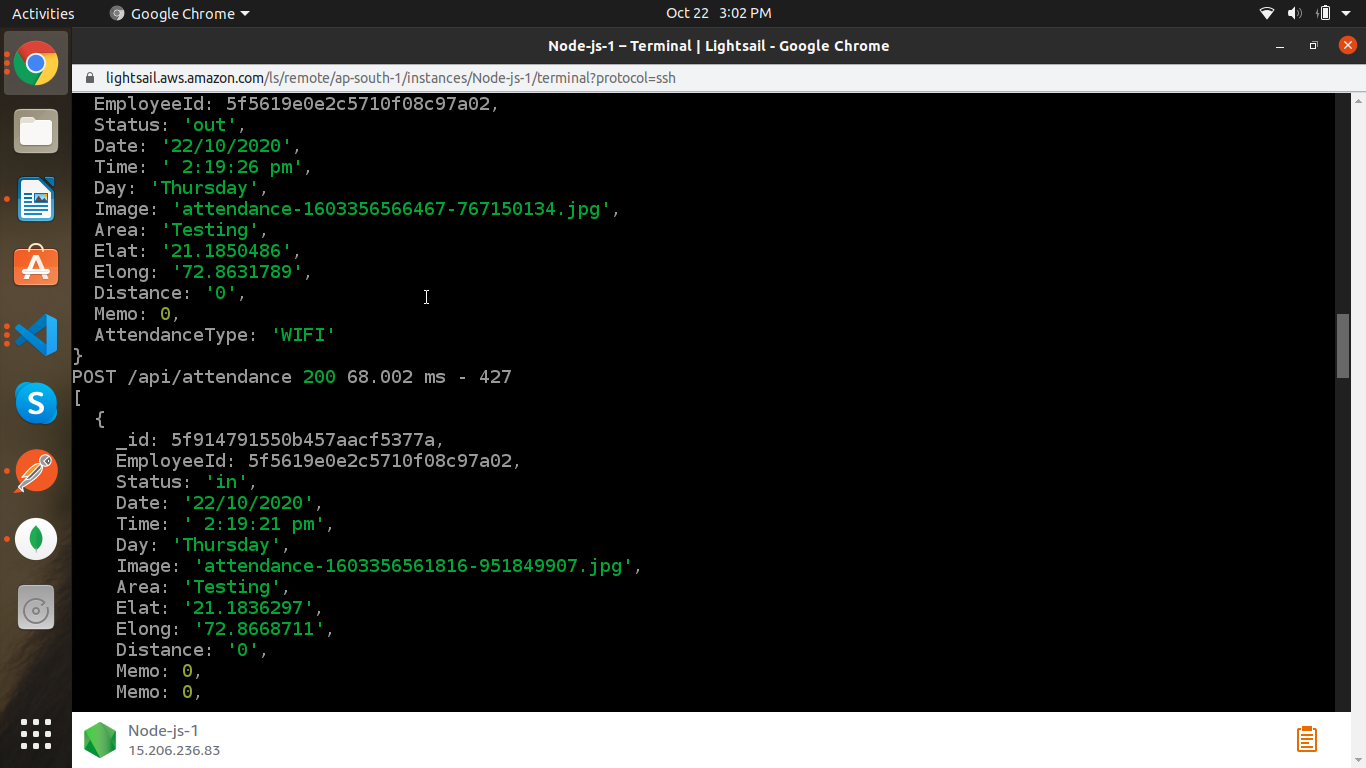 Activities
Google Chrome
Oct 22 3:02 PM
Node-js-1 – Terminal | Lightsail - Google Chrome
lightsail.aws.amazon.com/ls/remote/ap-south-1/instances/Node-js-1/terminal?protocol=ssh
EmployeeId: 5f5619e0e2c5710f08c97a02,
Status: 'out',
Date: '22/10/2020',
Time: ' 2:19:26 pm',
Day: 'Thursday',
Image: 'attendance-1603356566467-767150134.jpg',
Area: 'Testing',
Elat: '21.1850486',
Elong: '72.8631789',
Distance: '0',
Memo: 0,
AttendanceType: 'WIFI'
}
POST /api/attendance 200 68.002 ms - 427
[
{
_id: 5f914791550b457aacf5377a,
EmployeeId: 5f5619e0e2c5710f08c97a02,
Status: 'in',
Date: '22/10/2020',
Time: ' 2:19:21 pm',
Day: 'Thursday',
Image: 'attendance-1603356561816-951849907.jpg',
Area: 'Testing',
Elat: '21.1836297',
Elong: '72.8668711',
Distance: '0',
Memo: 0,
Memo: 0,
Node-js-1
15.206.236.83